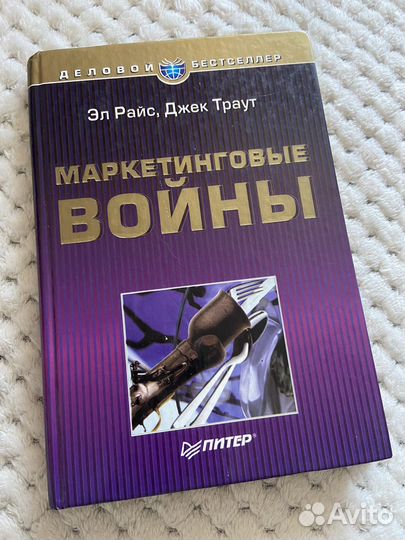 ДЕЛОВОЙ БЕСТСЕЛЛЕР
Эл Райс, Джек Траут
МАРКЕТИНГОВЫЕ
ВОЙНЫ
ПИТЕР®
Avito